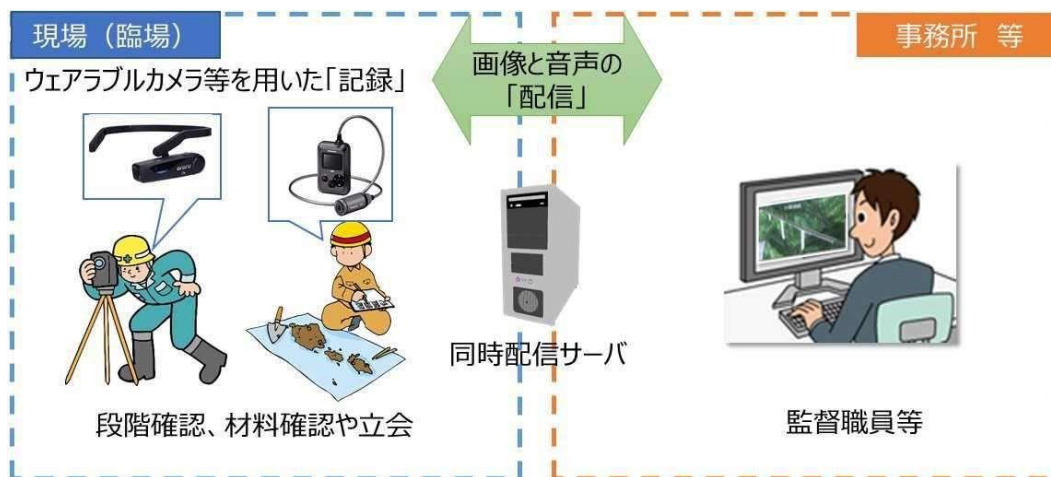 現場（臨場）
ウェアラブルカメラ等を用いた「記録」
画像と音声の
「配信」
事務所 等
同時配信サーバ
段階確認、材料確認や立会
監督職員等